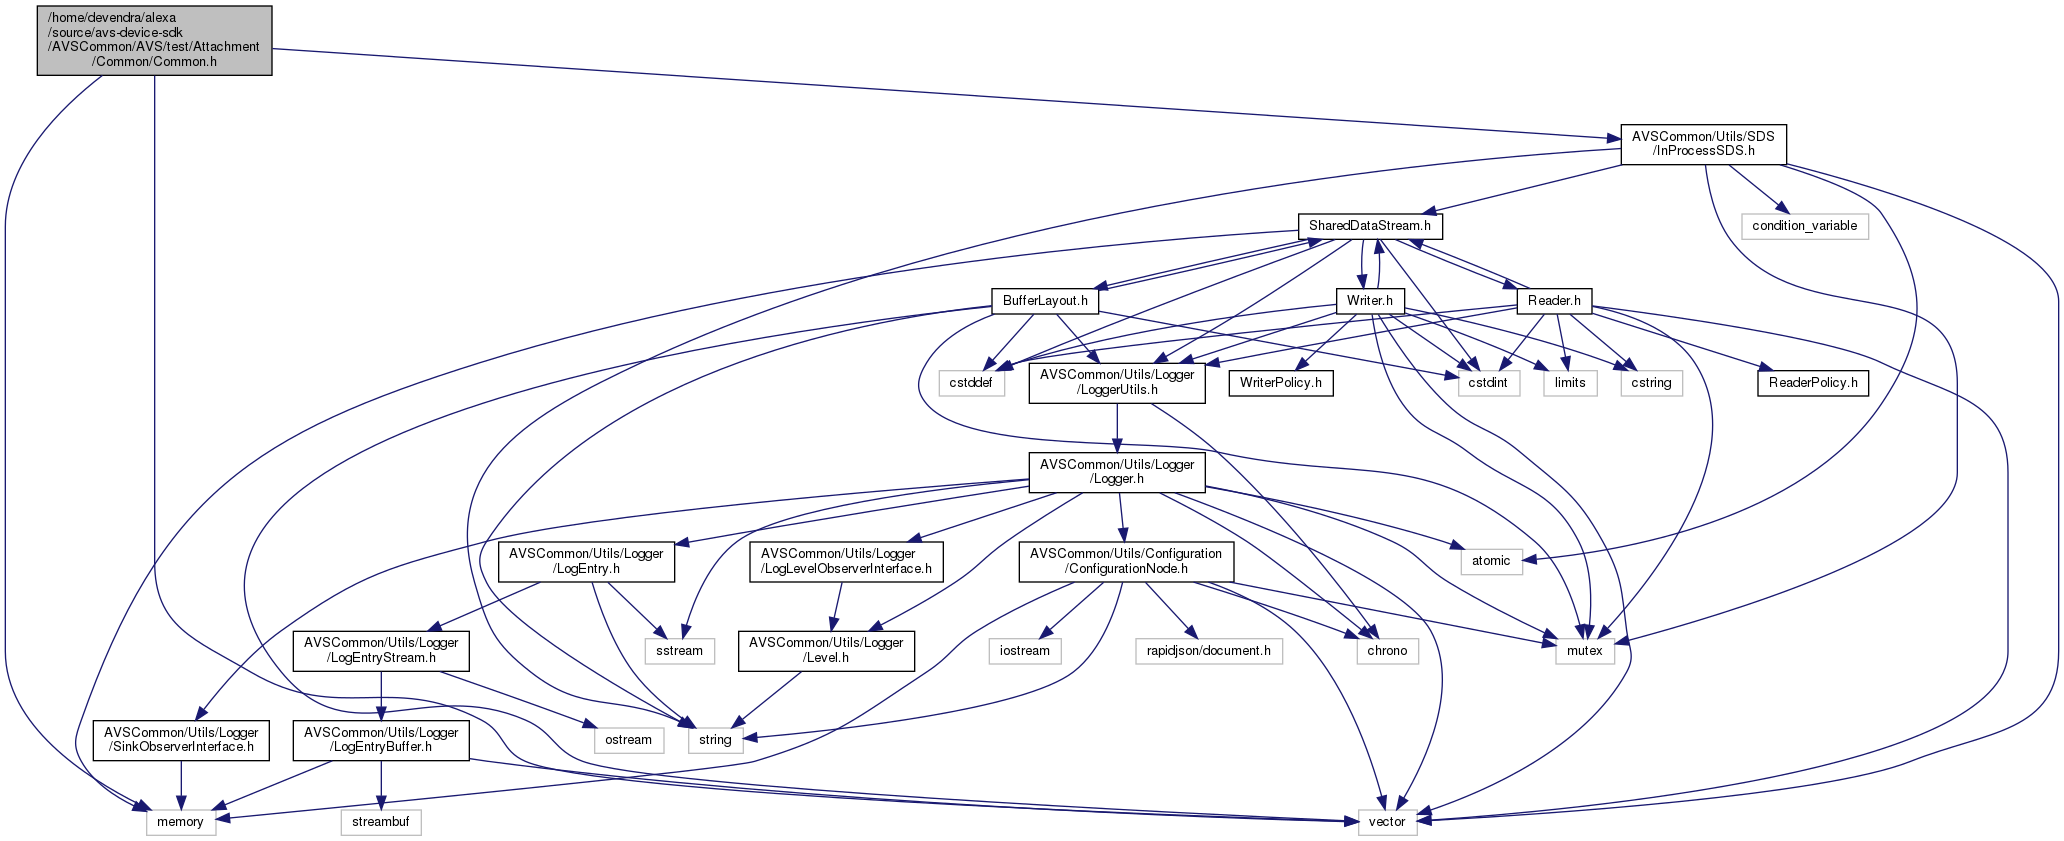 /home/devendra/alexa
/source/avs-device-sdk
/AVSCommon/AVS/test/Attachment
/Common/Common.h
AVSCommon/Utils/SDS
/InProcessSDS.h
SharedDataStream.h
condition_variable
BufferLayout.h
Writer.h
Reader.h
cstddef
AVSCommon/Utils/Logger
/LoggerUtils.h
WriterPolicy.h
cstdint
limits
cstring
ReaderPolicy.h
AVSCommon/Utils/Logger
/Logger.h
AVSCommon/Utils/Logger
/LogEntry.h
AVSCommon/Utils/Logger
/LogLevelObserverInterface.h
AVSCommon/Utils/Configuration
/ConfigurationNode.h
atomic
AVSCommon/Utils/Logger
/LogEntryStream.h
sstream
AVSCommon/Utils/Logger
/Level.h
iostream
rapidjson/document.h
chrono
mutex
AVSCommon/Utils/Logger
/SinkObserverInterface.h
AVSCommon/Utils/Logger
/LogEntryBuffer.h
ostream
string
memory
streambuf
vector